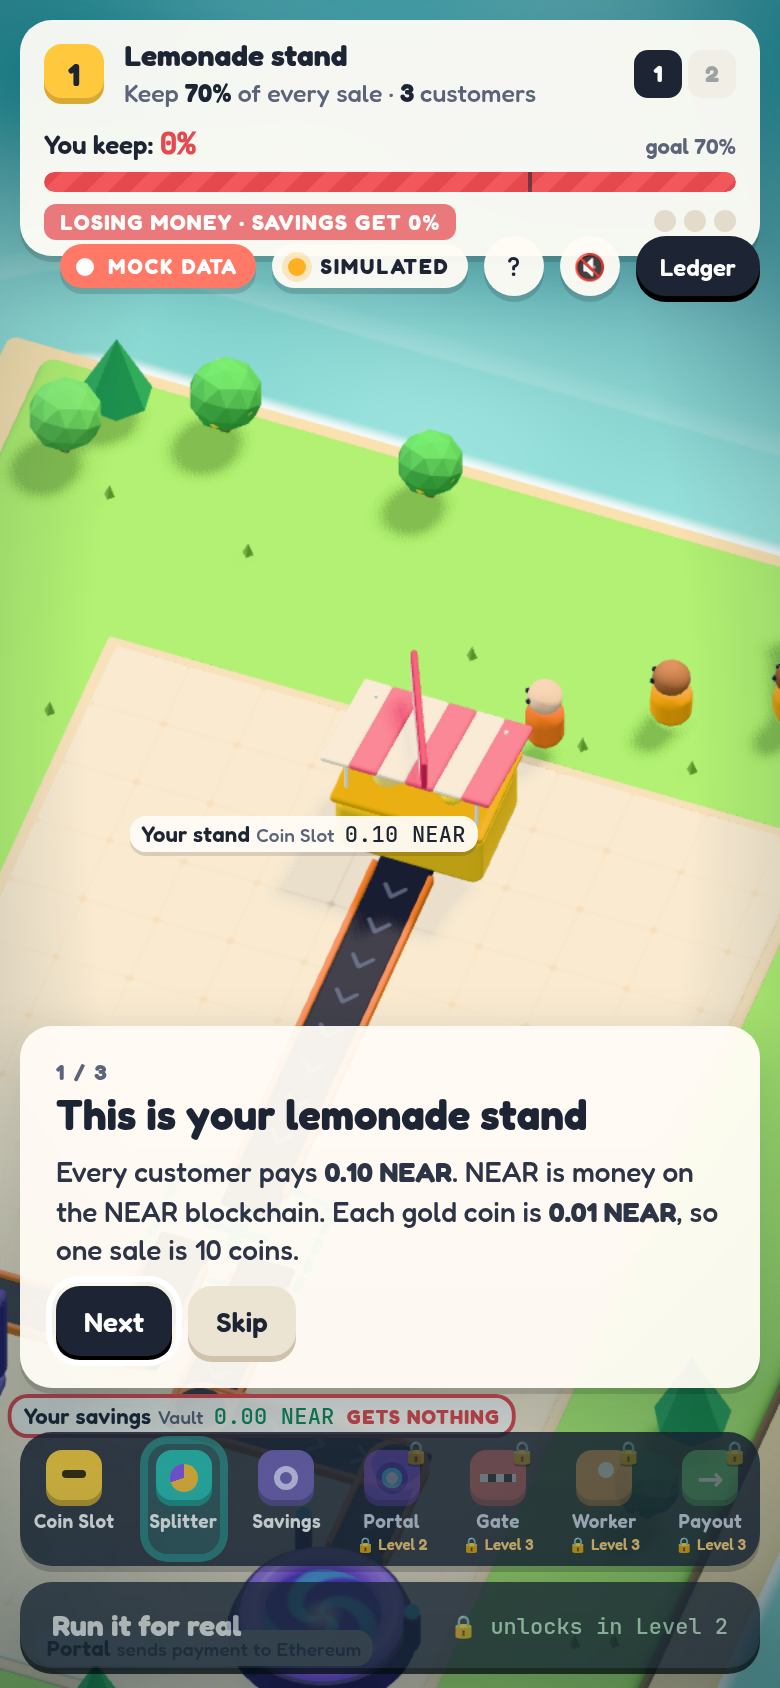 1
Lemonade stand
Keep 70% of every sale · 3 customers
1
2
You keep: 0%
goal 70%
LOSING MONEY · SAVINGS GET 0%
MOCK DATA
SIMULATED
?
Ledger
Your stand Coin Slot 0.10 NEAR
1 / 3
This is your lemonade stand
Every customer pays 0.10 NEAR. NEAR is money on
the NEAR blockchain. Each gold coin is 0.01 NEAR, so
one sale is 10 coins.
Next
Skip
Your savings Vault 0.00 NEAR GETS NOTHING
Coin Slot
Splitter
Savings
Portal
Gate
Worker
Payout
Level 2
Level 3
Level 3
Level 3
Run it for real
unlocks in Level 2
Portal sends payment to Ethereum